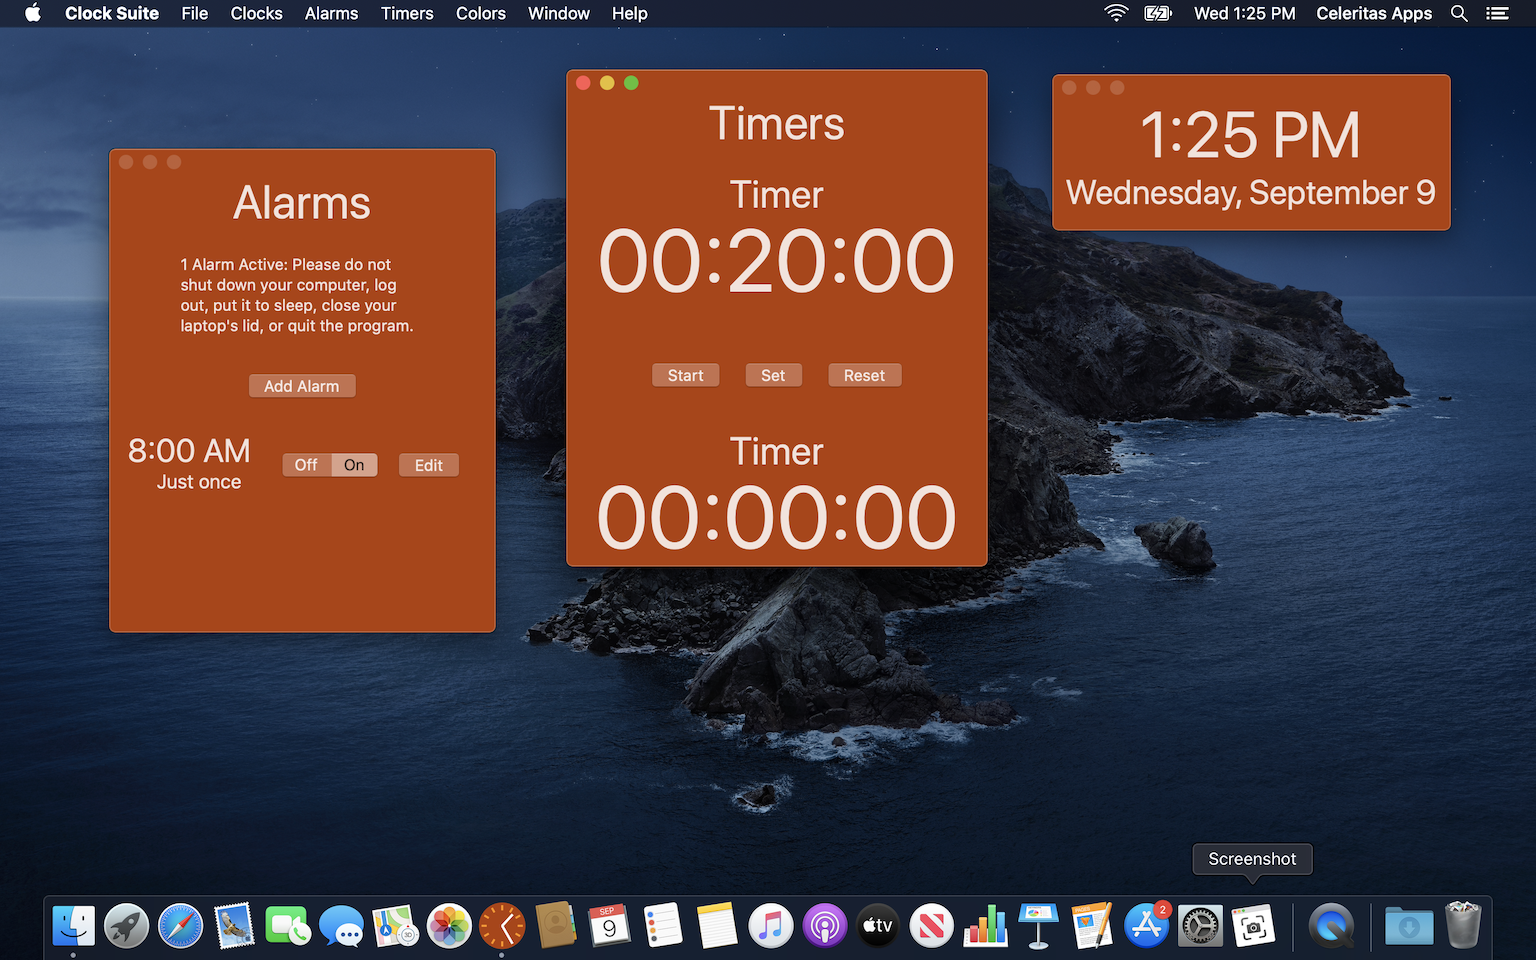 Clock Suite File Clocks Alarms Timers Colors Window Help Wed 1:25 PM Celeritas Apps
Alarms
1 Alarm Active: Please do not
shut down your computer, log
out, put it to sleep, close your
laptop's lid, or quit the program.
Add Alarm
8:00 AM
Just once
Off On Edit
Timers
Timer
00:20:00
Start Set Reset
Timer
00:00:00
1:25 PM
Wednesday, September 9
Screenshot
3D
SEP
9
tv
PAGES
2